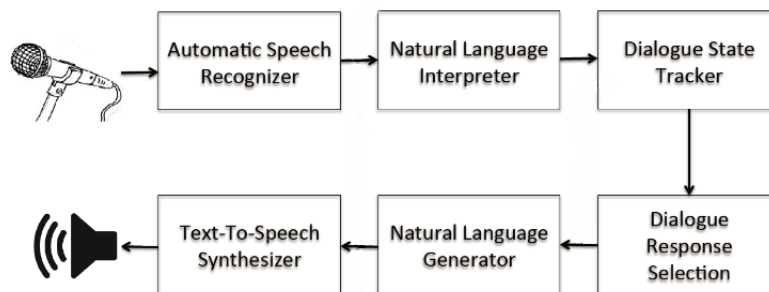 Automatic Speech
Recognizer
Natural Language
Interpreter
Dialogue State
Tracker
Dialogue
Response
Selection
Natural Language
Generator
Text-To-Speech
Synthesizer